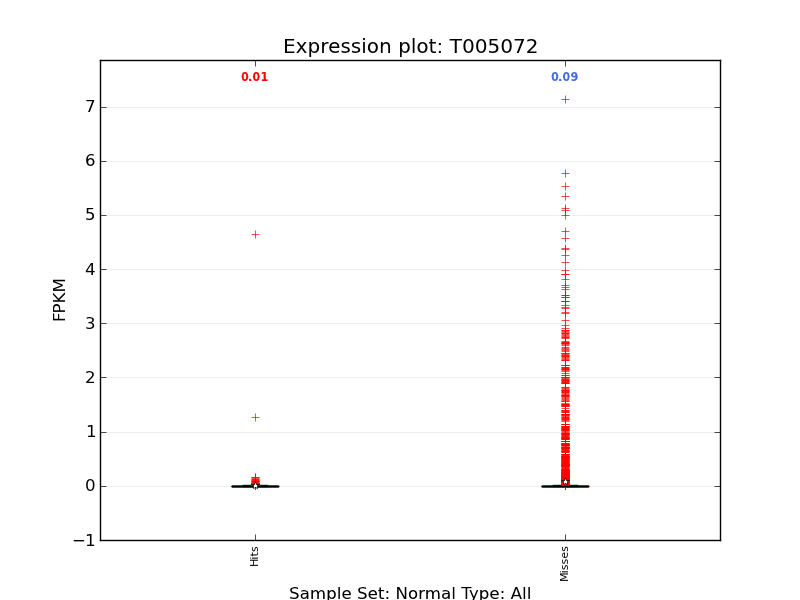 Expression plot: T005072
0.01
0.09
7
6
5
4
3
2
1
0
−1
FPKM
Hits
Misses
Sample Set: Normal Type: All